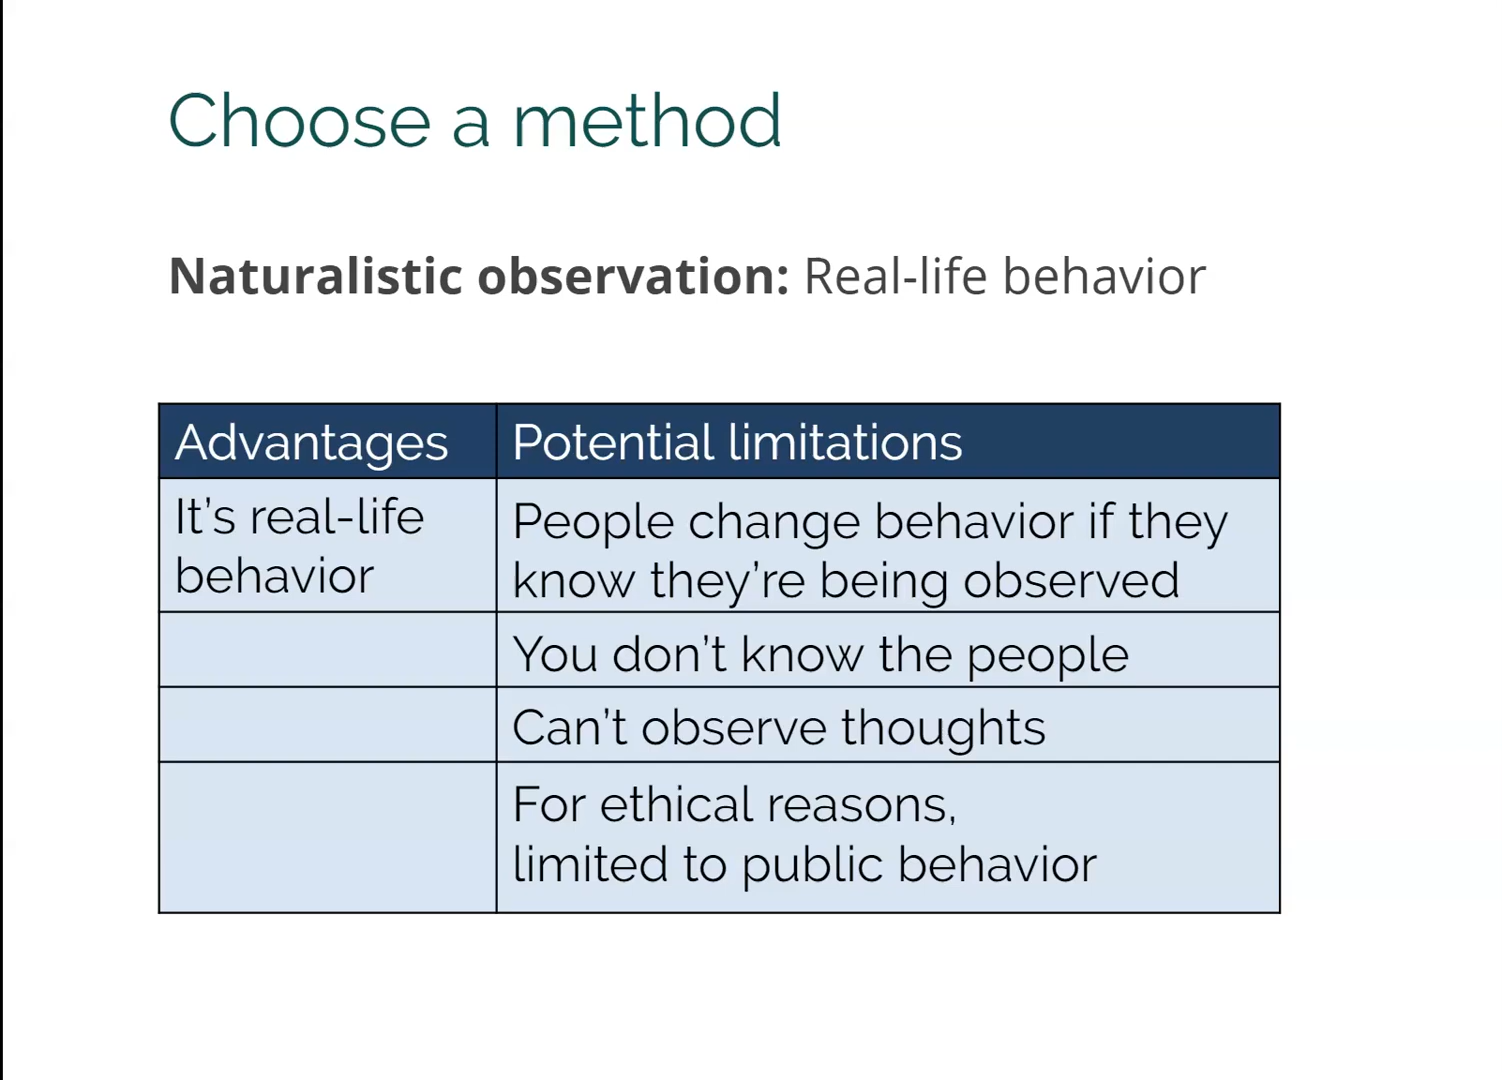 Choose a method
Naturalistic observation: Real-life behavior
Advantages
Potential limitations
It's real-life
behavior
People change behavior if they
know they're being observed
You don't know the people
Can't observe thoughts
For ethical reasons,
limited to public behavior